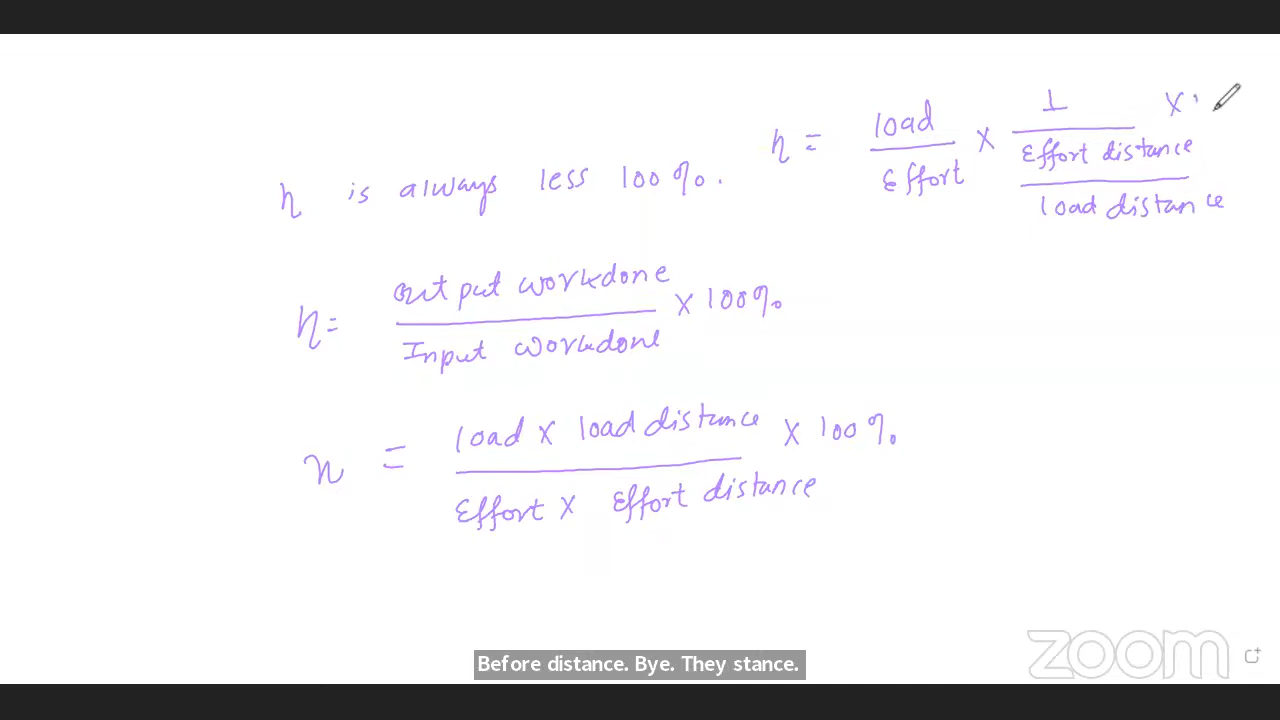 η = load / Effort × 1 / Effort distance / load distance ×
η is always less 100%.
η = output workdone / Input workdone × 100%
η = load × load distance / Effort × Effort distance × 100%
Before distance. Bye. They stance.
zoom